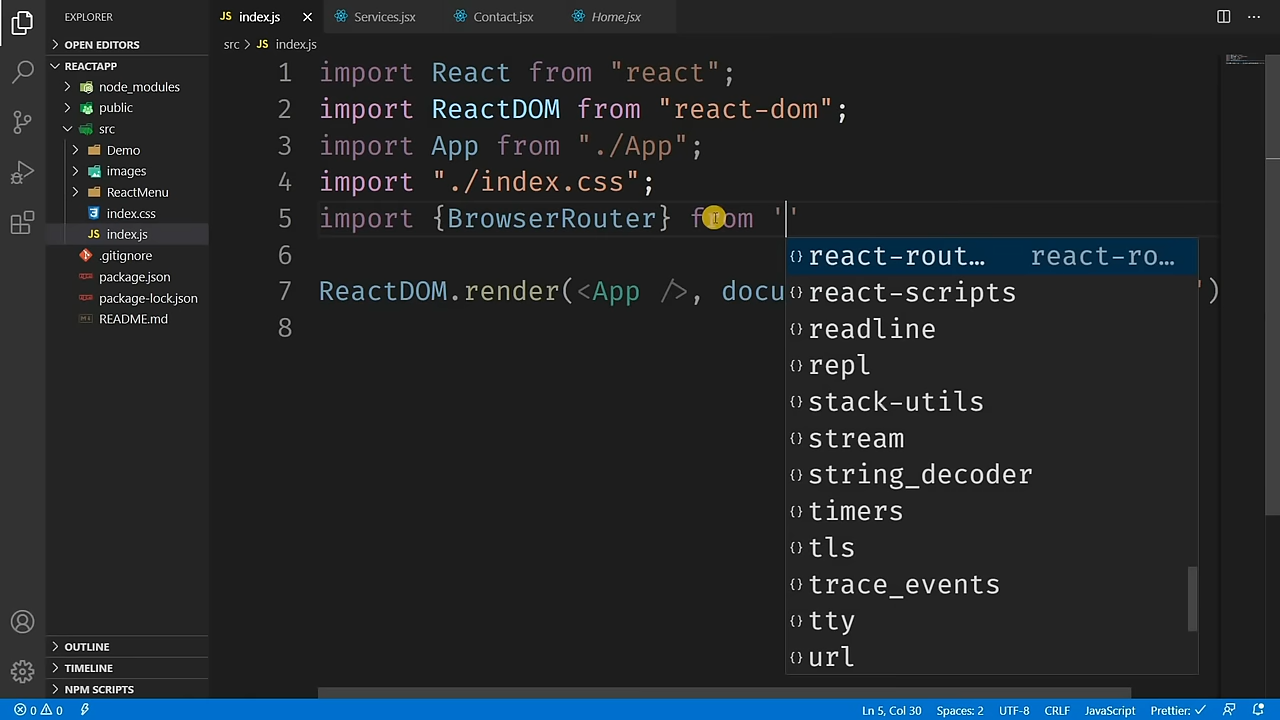 EXPLORER
OPEN EDITORS
REACTAPP
node_modules
public
src
Demo
images
ReactMenu
index.css
JS index.js
.gitignore
package.json
package-lock.json
README.md
OUTLINE
TIMELINE
NPM SCRIPTS
JS index.js Services.jsx Contact.jsx Home.jsx
src > JS index.js
1 import React from "react";
2 import ReactDOM from "react-dom";
3 import App from "./App";
4 import "./index.css";
5 import {BrowserRouter} from ''
6
7 ReactDOM.render(<App />, docu ')
8
react-rout… react-ro…
react-scripts
readline
repl
stack-utils
stream
string_decoder
timers
tls
trace_events
tty
url
0 0 Ln 5, Col 30 Spaces: 2 UTF-8 CRLF JavaScript Prettier: ✓